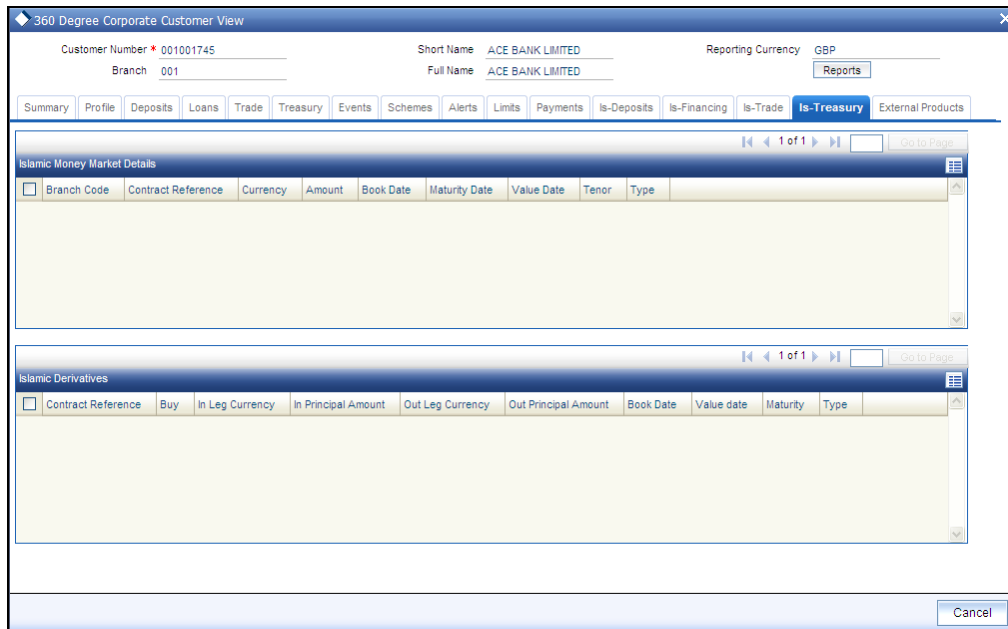 360 Degree Corporate Customer View
Customer Number * 001001745 Short Name ACE BANK LIMITED Reporting Currency GBP
Branch 001 Full Name ACE BANK LIMITED Reports
Summary Profile Deposits Loans Trade Treasury Events Schemes Alerts Limits Payments Is-Deposits Is-Financing Is-Trade Is-Treasury External Products
1 of 1 Go to Page
Islamic Money Market Details
Branch Code Contract Reference Currency Amount Book Date Maturity Date Value Date Tenor Type
1 of 1 Go to Page
Islamic Derivatives
Contract Reference Buy In Leg Currency In Principal Amount Out Leg Currency Out Principal Amount Book Date Value date Maturity Type
Cancel